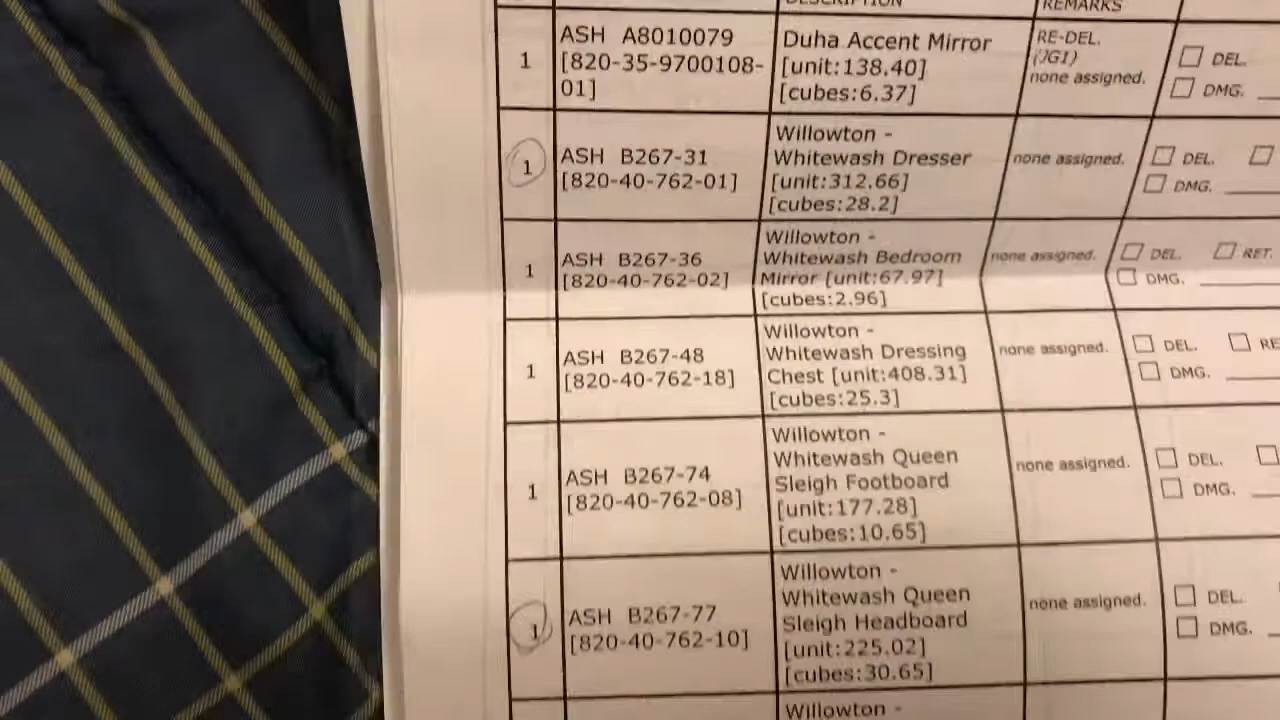 DESCRIPTION
REMARKS
1
ASH A8010079
[820-35-9700108-
01]
Duha Accent Mirror
[unit:138.40]
[cubes:6.37]
RE-DEL.
(JGI)
none assigned.
DEL.
DMG.
1
ASH B267-31
[820-40-762-01]
Willowton -
Whitewash Dresser
[unit:312.66]
[cubes:28.2]
none assigned.
DEL.
DMG.
1
ASH B267-36
[820-40-762-02]
Willowton -
Whitewash Bedroom
Mirror [unit:67.97]
[cubes:2.96]
none assigned.
DEL.
RET.
DMG.
1
ASH B267-48
[820-40-762-18]
Willowton -
Whitewash Dressing
Chest [unit:408.31]
[cubes:25.3]
none assigned.
DEL.
RE
DMG.
1
ASH B267-74
[820-40-762-08]
Willowton -
Whitewash Queen
Sleigh Footboard
[unit:177.28]
[cubes:10.65]
none assigned.
DEL.
DMG.
1
ASH B267-77
[820-40-762-10]
Willowton -
Whitewash Queen
Sleigh Headboard
[unit:225.02]
[cubes:30.65]
none assigned.
DEL.
DMG.
Willowton -